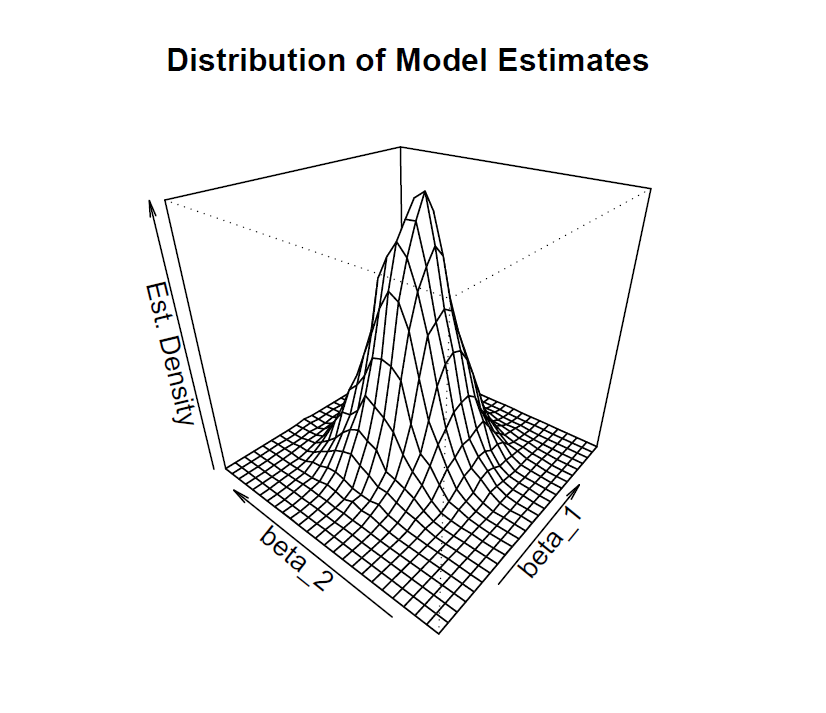 Distribution of Model Estimates
Est. Density
beta_2
beta_1